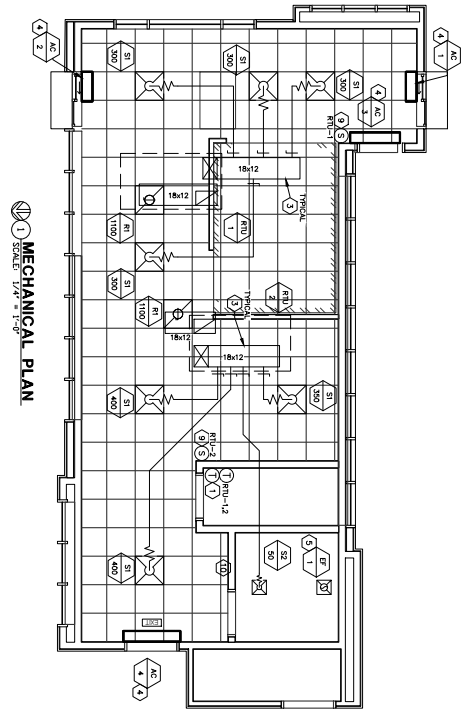 4
AC
2
S1
300
S1
300
S1
300
4
AC
1
4
AC
3
9
S
RTU-1
18x12
3
TYPICAL
18x12
R1
1100
RTU
1
S1
300
RTU
2
R1
1100
3
TYPICAL
18x12
18x12
S1
400
S1
350
9
S
RTU-2
T
T
1
RTU-1,2
S1
400
10
S2
50
5
EF
1
EXIT
AC
4
4
1
MECHANICAL PLAN
SCALE: 1/4" = 1'-0"